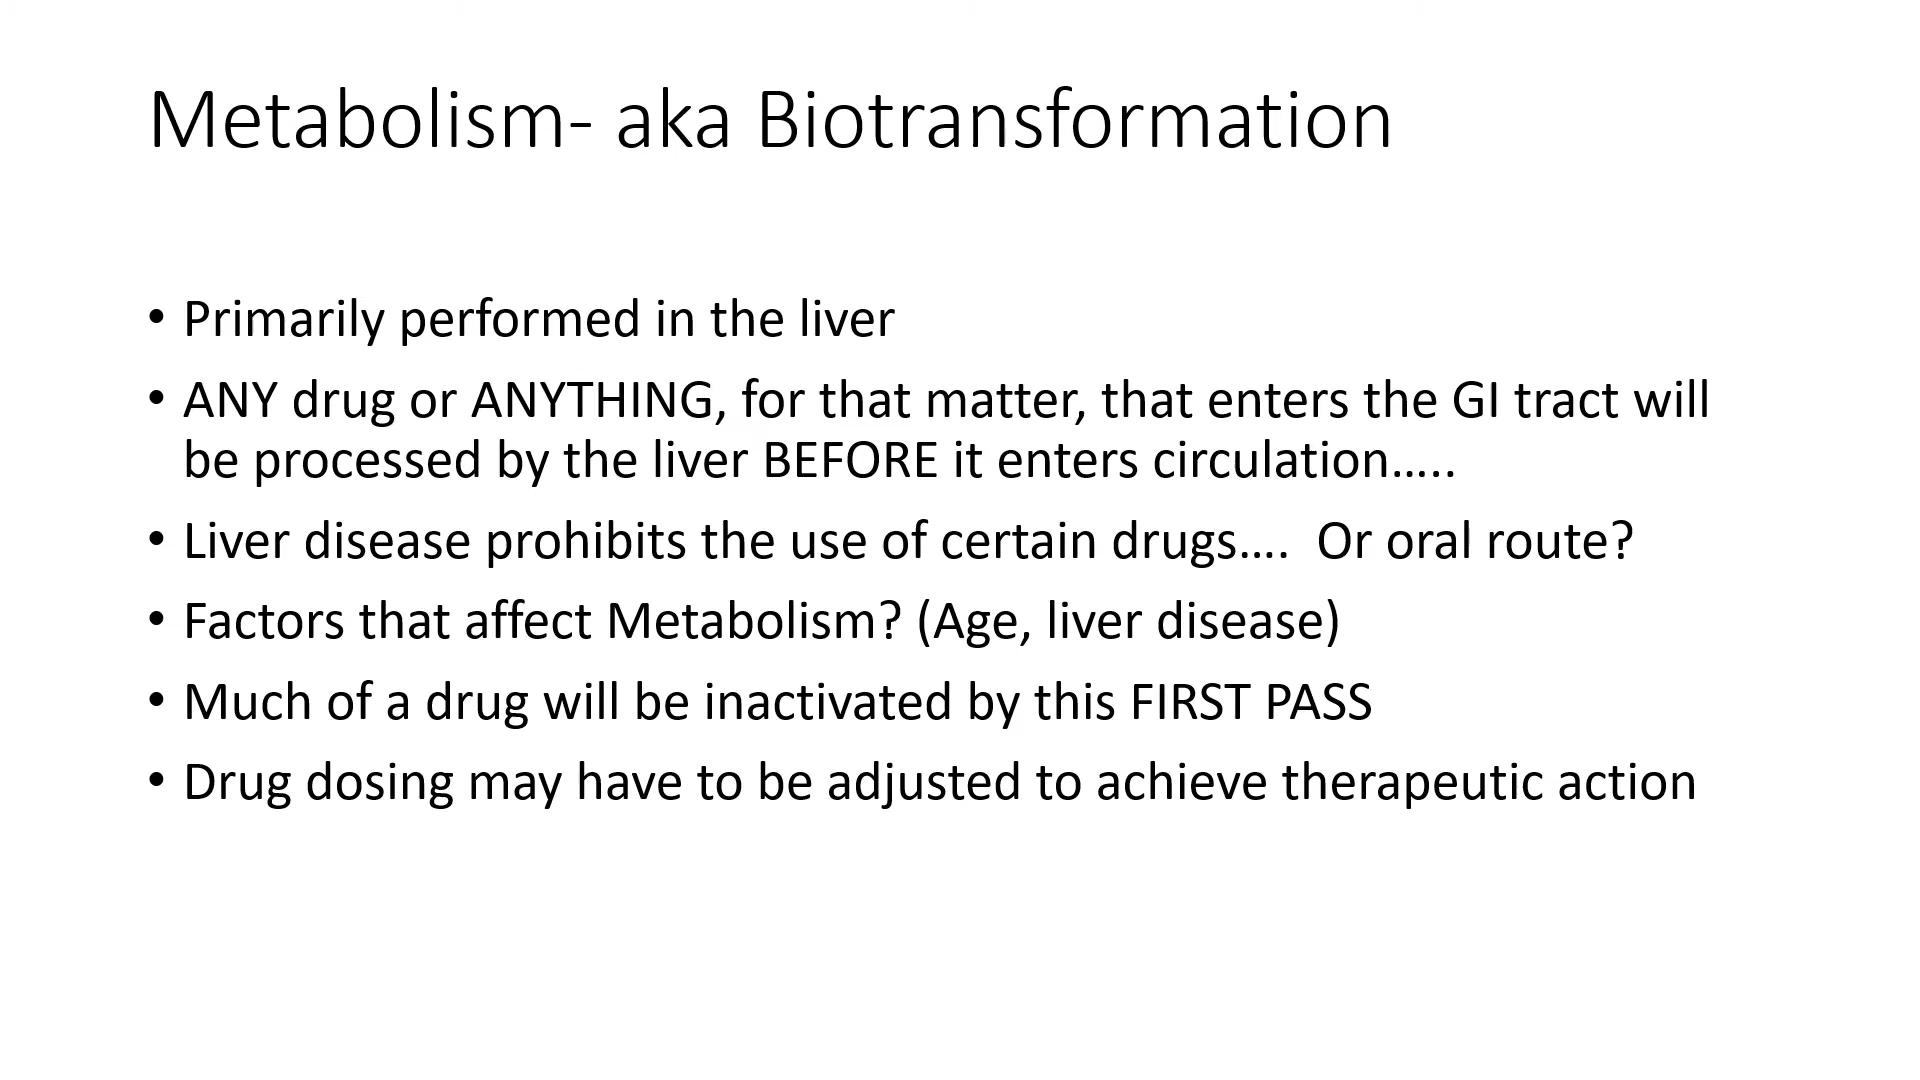 Metabolism- aka Biotransformation
• Primarily performed in the liver
• ANY drug or ANYTHING, for that matter, that enters the GI tract will
be processed by the liver BEFORE it enters circulation…..
• Liver disease prohibits the use of certain drugs….  Or oral route?
• Factors that affect Metabolism? (Age, liver disease)
• Much of a drug will be inactivated by this FIRST PASS
• Drug dosing may have to be adjusted to achieve therapeutic action